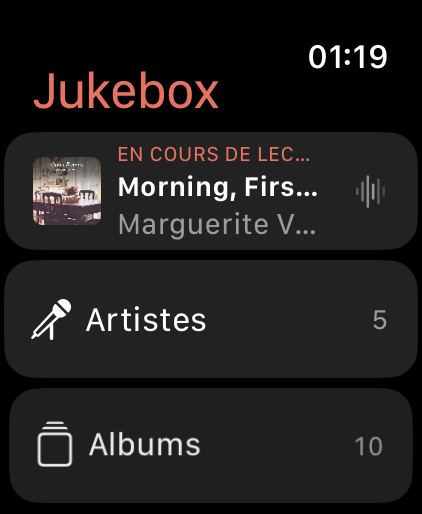 01:19
Jukebox
EN COURS DE LEC...
Morning, Firs...
Marguerite V...
Artistes
5
Albums
10